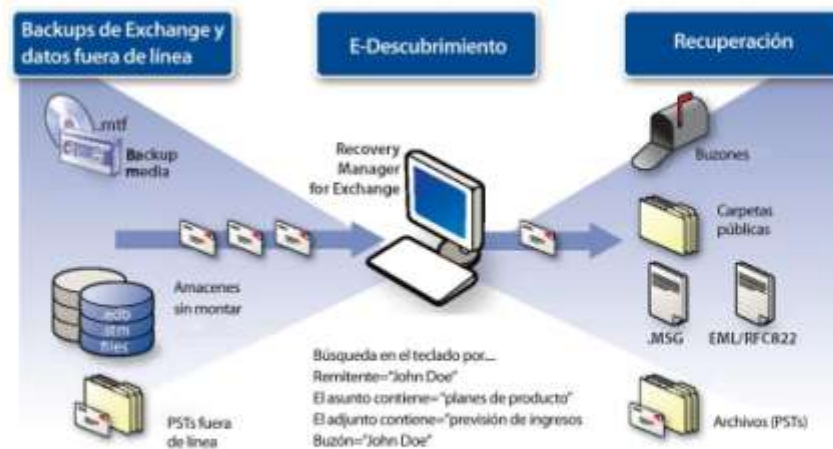 Backups de Exchange y
datos fuera de línea
E-Descubrimiento
Recuperación
.mtf
Backup
media
Recovery
Manager
for Exchange
Buzones
Carpetas
públicas
Amacenes
sin montar
.edb
.stm
files
.MSG
EML/RFC822
Búsqueda en el teclado por...
Remitente="John Doe"
El asunto contiene="planes de producto"
El adjunto contiene="previsión de ingresos
Buzón="John Doe"
PSTs fuera
de línea
Archivos (PSTs)